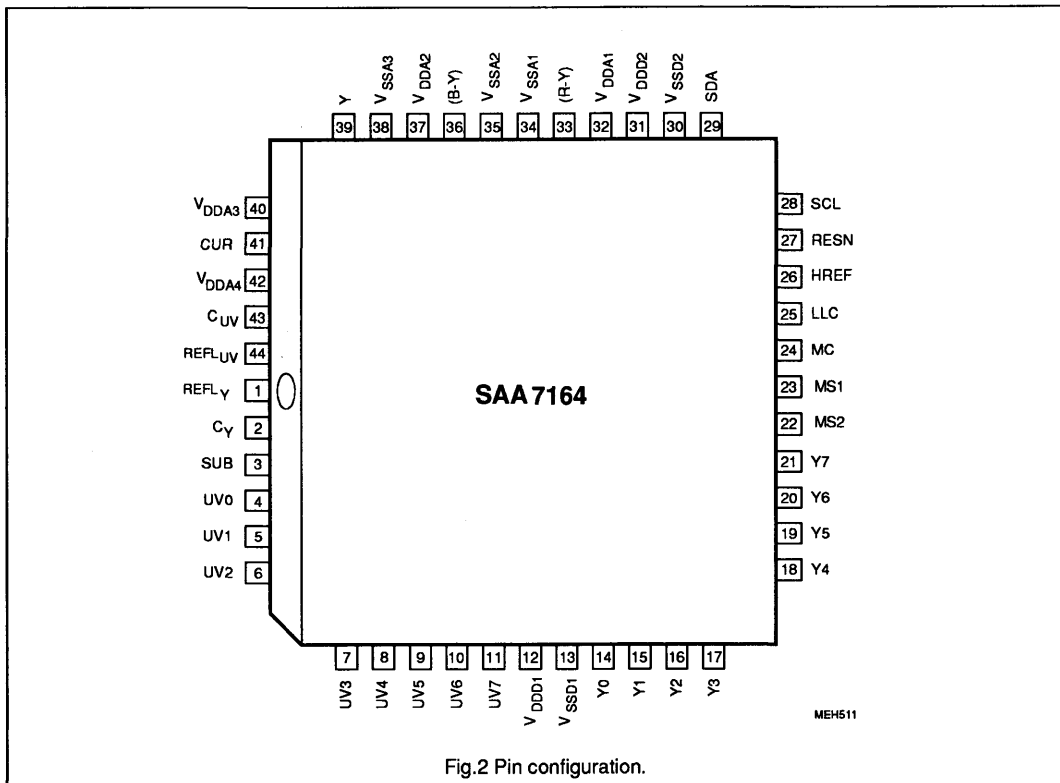 Y VSSA3 VDDA2 (B-Y) VSSA2 VSSA1 (R-Y) VDDA1 VDDD2 VSSD2 SDA
39 38 37 36 35 34 33 32 31 30 29
VDDA3 40
CUR 41
VDDA4 42
CUV 43
REFLUV 44
REFLY 1
CY 2
SUB 3
UV0 4
UV1 5
UV2 6
SAA7164
28 SCL
27 RESN
26 HREF
25 LLC
24 MC
23 MS1
22 MS2
21 Y7
20 Y6
19 Y5
18 Y4
7 8 9 10 11 12 13 14 15 16 17
UV3 UV4 UV5 UV6 UV7 VDDD1 VSSD1 Y0 Y1 Y2 Y3
MEH511
Fig.2 Pin configuration.